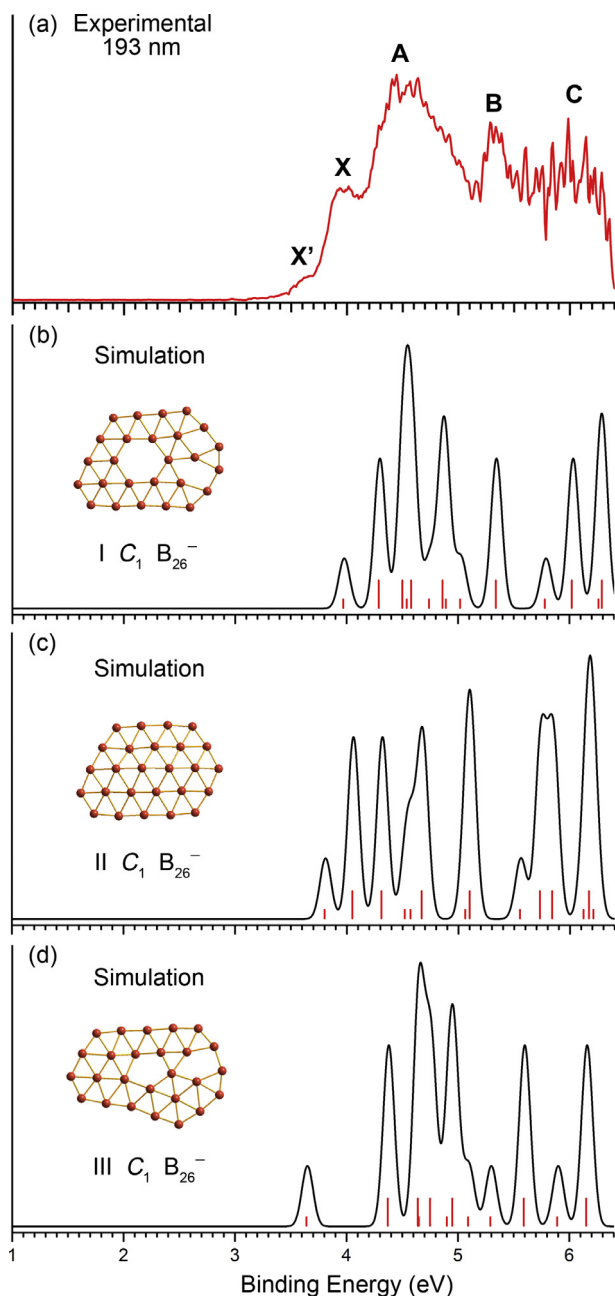 (a) Experimental
193 nm
A
B
C
X
X’
(b)
Simulation
I C₁ B₂₆⁻
(c)
Simulation
II C₁ B₂₆⁻
(d)
Simulation
III C₁ B₂₆⁻
1 2 3 4 5 6
Binding Energy (eV)